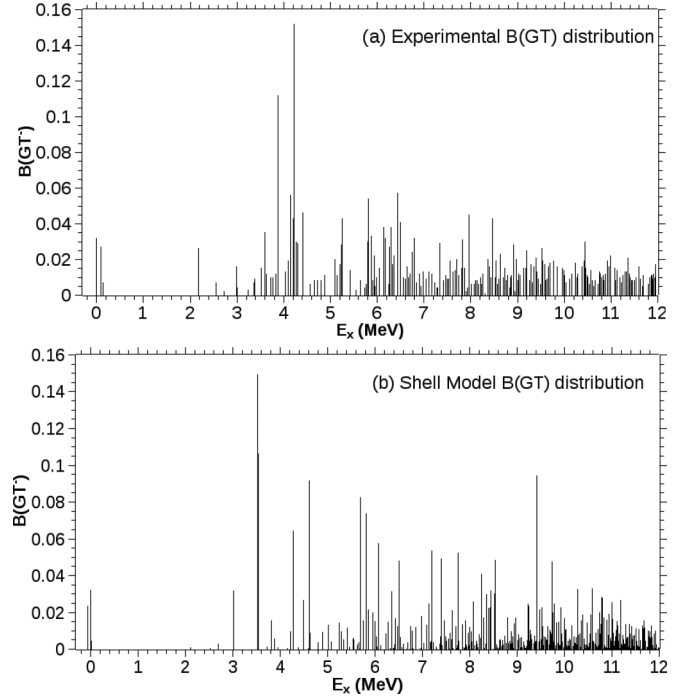 0.16
(a) Experimental B(GT) distribution
0.14
0.12
0.1
0.08
0.06
0.04
0.02
0
B(GT-)
0 1 2 3 4 5 6 7 8 9 10 11 12
Ex (MeV)
0.16
(b) Shell Model B(GT) distribution
0.14
0.12
0.1
0.08
0.06
0.04
0.02
0
B(GT-)
0 1 2 3 4 5 6 7 8 9 10 11 12
Ex (MeV)